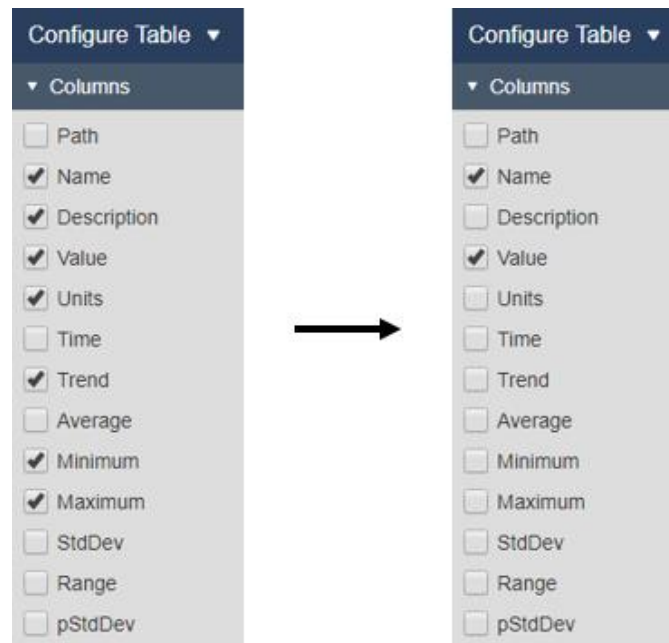 Configure Table
Columns
Path
Name
Description
Value
Units
Time
Trend
Average
Minimum
Maximum
StdDev
Range
pStdDev
Configure Table
Columns
Path
Name
Description
Value
Units
Time
Trend
Average
Minimum
Maximum
StdDev
Range
pStdDev